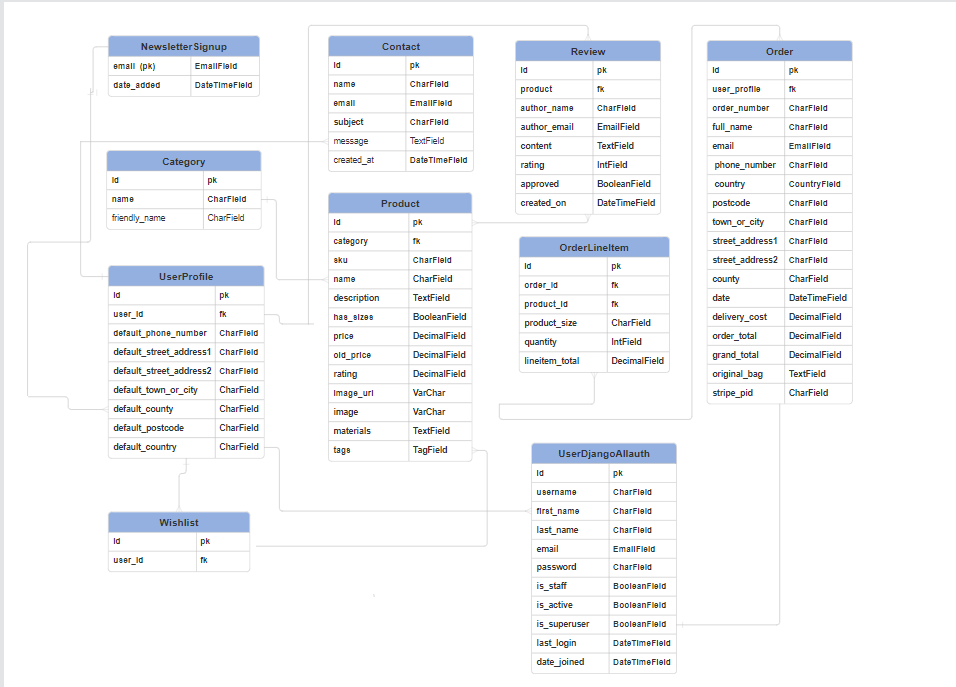 NewsletterSignup
email (pk) EmailField
date_added DateTimeField
Category
id pk
name CharField
friendly_name CharField
UserProfile
id pk
user_id fk
default_phone_number CharField
default_street_address1 CharField
default_street_address2 CharField
default_town_or_city CharField
default_county CharField
default_postcode CharField
default_country CharField
Wishlist
id pk
user_id fk
Contact
id pk
name CharField
email EmailField
subject CharField
message TextField
created_at DateTimeField
Product
id pk
category fk
sku CharField
name CharField
description TextField
has_sizes BooleanField
price DecimalField
old_price DecimalField
rating DecimalField
image_url VarChar
image VarChar
materials TextField
tags TagField
Review
id pk
product fk
author_name CharField
author_email EmailField
content TextField
rating IntField
approved BooleanField
created_on DateTimeField
OrderLineItem
id pk
order_id fk
product_id fk
product_size CharField
quantity IntField
lineitem_total DecimalField
UserDjangoAllauth
id pk
username CharField
first_name CharField
last_name CharField
email EmailField
password CharField
is_staff BooleanField
is_active BooleanField
is_superuser BooleanField
last_login DateTimeField
date_joined DateTimeField
Order
id pk
user_profile fk
order_number CharField
full_name CharField
email EmailField
phone_number CharField
country CountryField
postcode CharField
town_or_city CharField
street_address1 CharField
street_address2 CharField
county CharField
date DateTimeField
delivery_cost DecimalField
order_total DecimalField
grand_total DecimalField
original_bag TextField
stripe_pid CharField